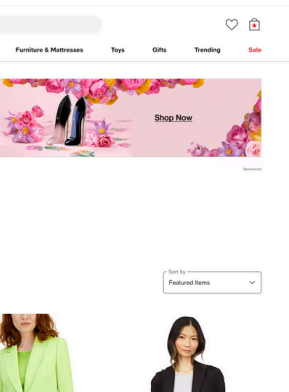 Furniture & Mattresses Toys Gifts Trending Sale
Shop Now
Sponsored
Sort by
Featured Items